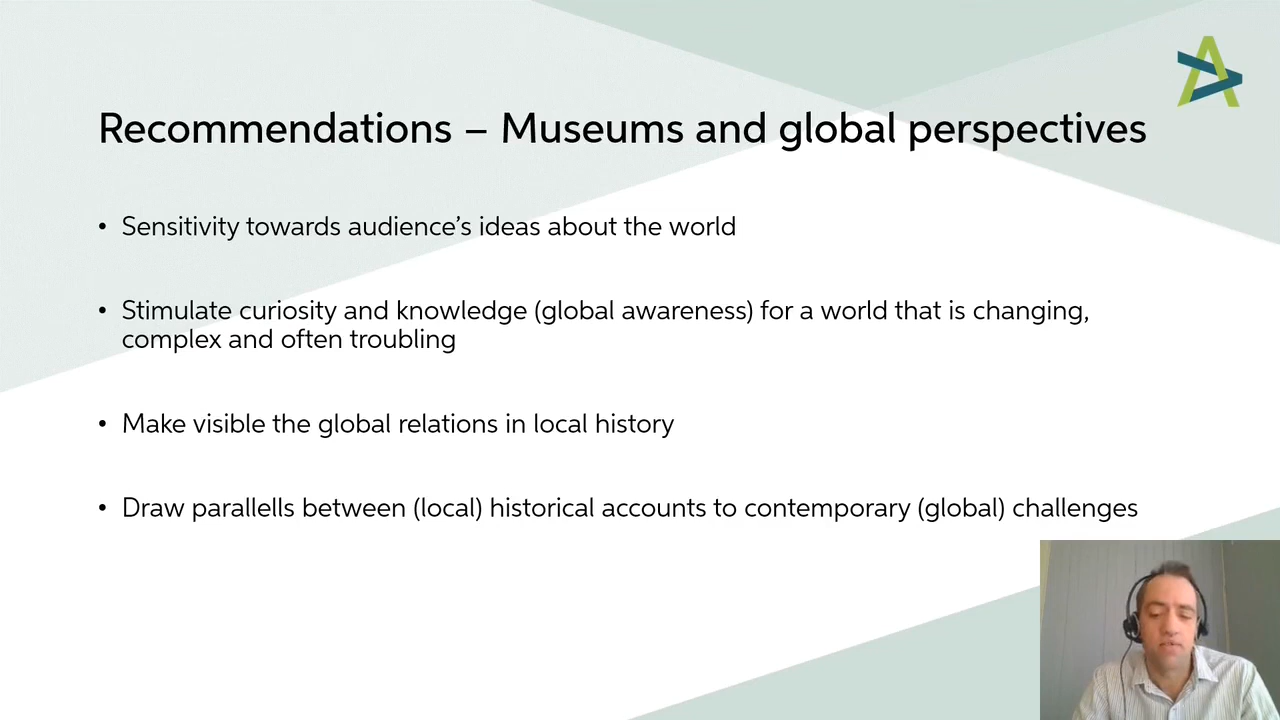 Recommendations – Museums and global perspectives
• Sensitivity towards audience’s ideas about the world
• Stimulate curiosity and knowledge (global awareness) for a world that is changing,
complex and often troubling
• Make visible the global relations in local history
• Draw parallells between (local) historical accounts to contemporary (global) challenges